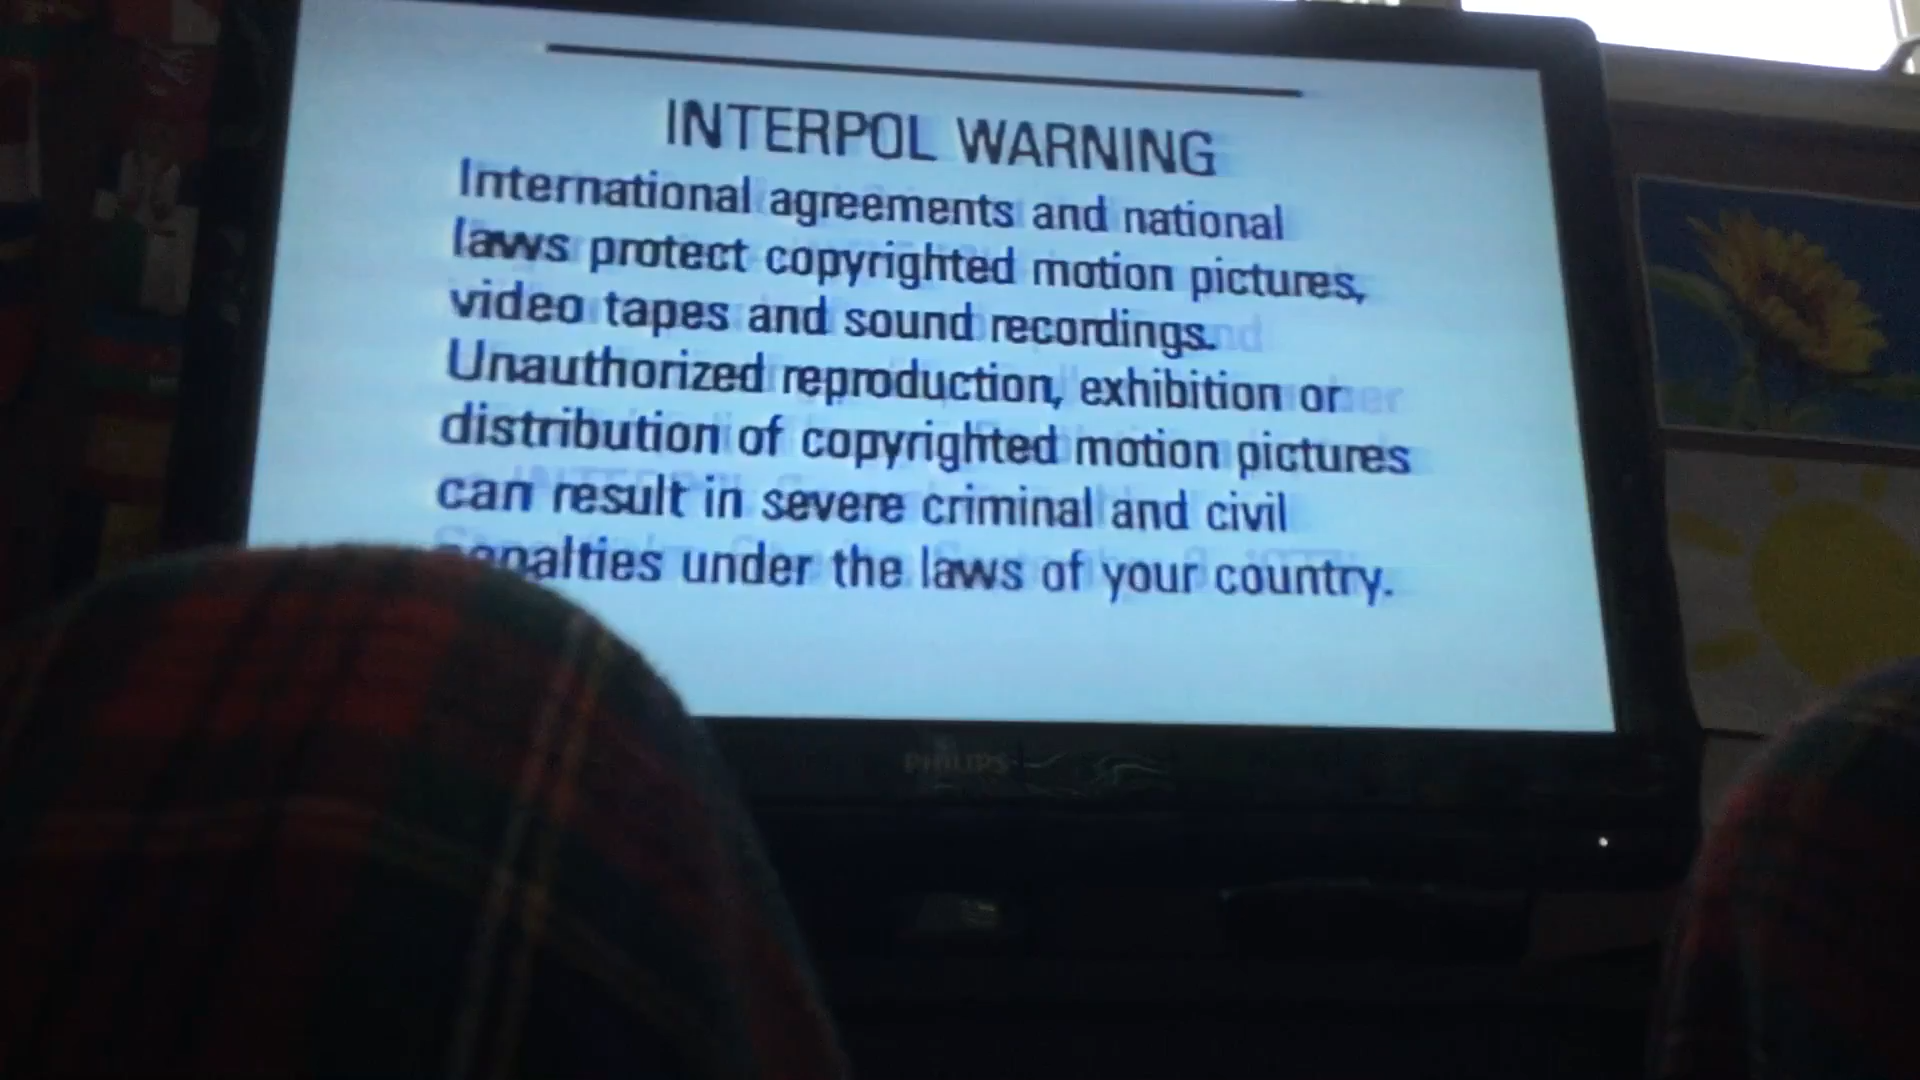 INTERPOL WARNING
International agreements and national
laws protect copyrighted motion pictures,
video tapes and sound recordings.
Unauthorized reproduction, exhibition or
distribution of copyrighted motion pictures
can result in severe criminal and civil
penalties under the laws of your country.
PHILIPS